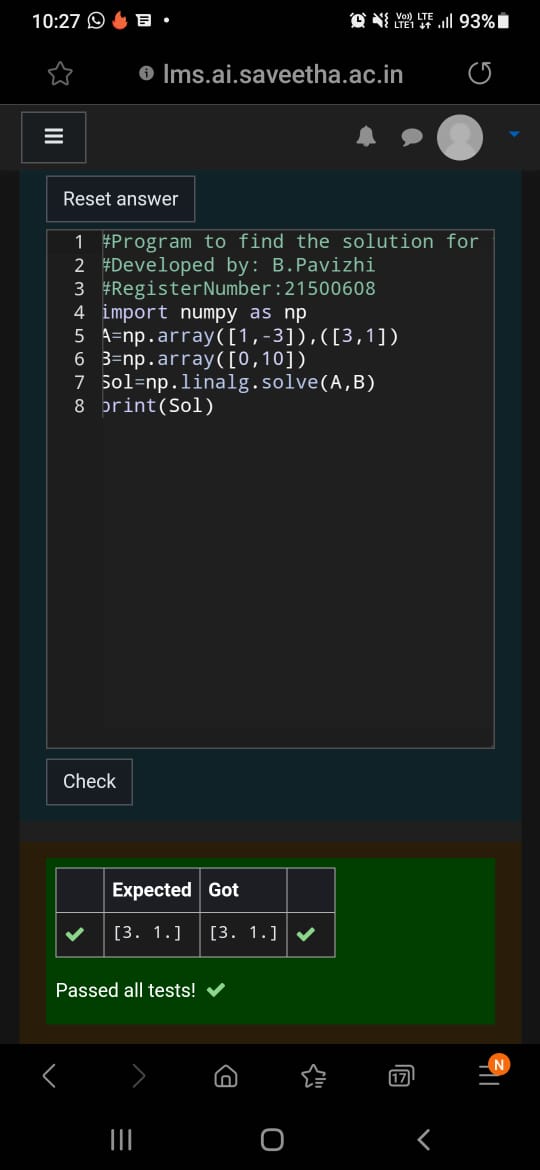 10:27
Vo) LTE
LTE1 93%
lms.ai.saveetha.ac.in
Reset answer
1 #Program to find the solution for
2 #Developed by: B.Pavizhi
3 #RegisterNumber:21500608
4 import numpy as np
5 A=np.array([1,-3]),([3,1])
6 B=np.array([0,10])
7 Sol=np.linalg.solve(A,B)
8 print(Sol)
Check
Expected Got
[3. 1.] [3. 1.]
Passed all tests!
17
N